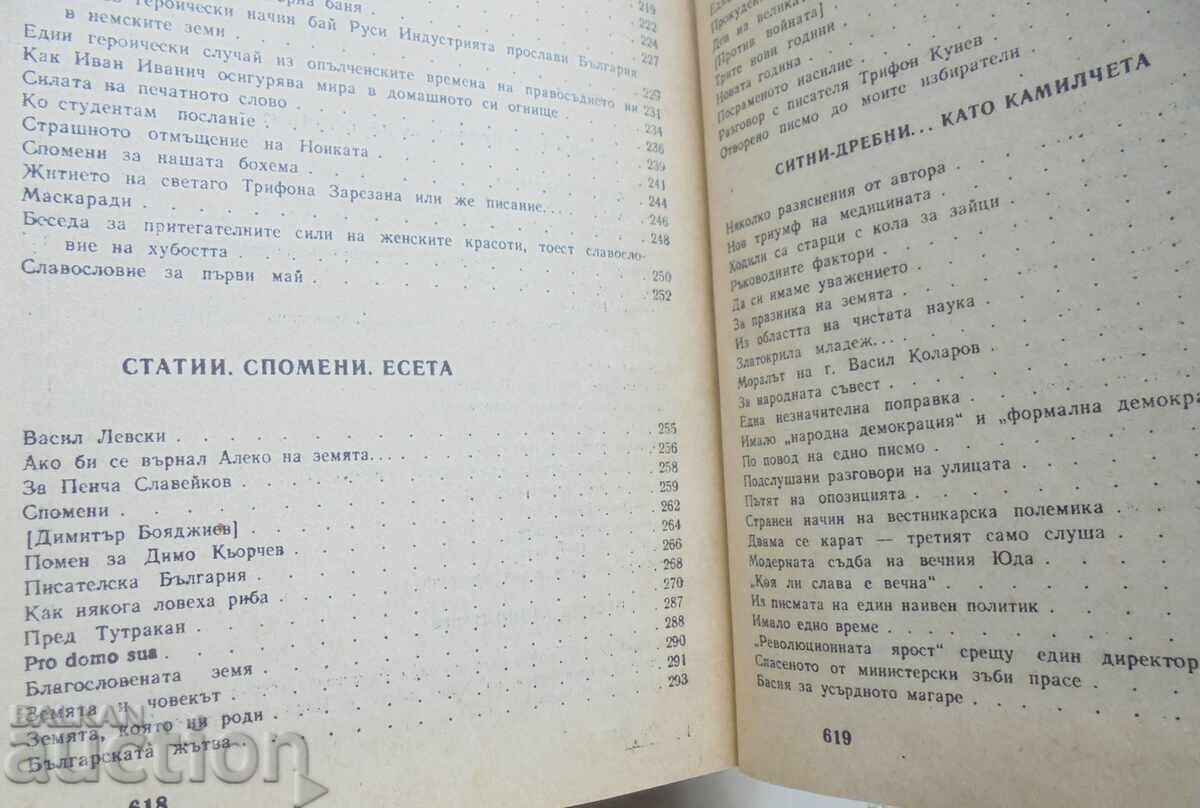 219
222
224
баня 227
героически начин бай Руси Индустрията прослави България
в немските земи 229
Едии героически случай из опълченските времена на правосъдието ни 231
Как Иван Иванич осигурява мира в домашното си огнище 234
Силата на печатното слово 236
Ко студентам посланіе 239
Страшното отмъщение на Ноиката 241
Спомени за нашата бохема 244
Житието на светаго Трифона Зарезана или же писание... 246
Маскаради 248
Беседа за притегателните сили на женските красоти, тоест славосло-
вие на хубостта 250
Славословие за първи май 252
СТАТИИ. СПОМЕНИ. ЕСЕТА
Васил Левски 255
Ако би се върнал Алеко на земята... 256
За Пенча Славейков 258
Спомени 259
[Димитър Бояджиев] 262
Помен за Димо Кьорчев 264
Писателска България 266
Как някога ловеха риба 268
Пред Тутракан 270
Pro domo sua 287
Благословената земя 288
Земята и човекът 290
Земята, която ни роди 291
Българската жътва 293
618
Ден на великата
[Против войната]
Трите нови години
Новата година
Посраменото насилие
Разговор с писателя Трифон Кунев
Отворено писмо до моите избиратели
СИТНИ-ДРЕБНИ... КАТО КАМИЛЧЕТА
Няколко разяснения от автора
Нов триумф на медицината
Ходили са старци с кола за зайци
Ръководните фактори
Да си имаме уважението
За празника на земята
Из областта на чистата наука
Златокрила младеж...
Моралът на г. Васил Коларов
За народната съвест
Една незначителна поправка
Имало „народна демокрация“ и „формална демокра
По повод на едно писмо
Подслушани разговори на улицата
Пътят на опозицията
Странен начин на вестникарска полемика
Двама се карат — третият само слуша
Модерната съдба на вечния Юда
„Коя ли слава е вечна“
Из писмата на един наивен политик
Имало едно време
„Революционната ярост“ срещу един директор
Спасеното от министерски зъби прасе
Басня за усърдното магаре
619
BALKAN
auction